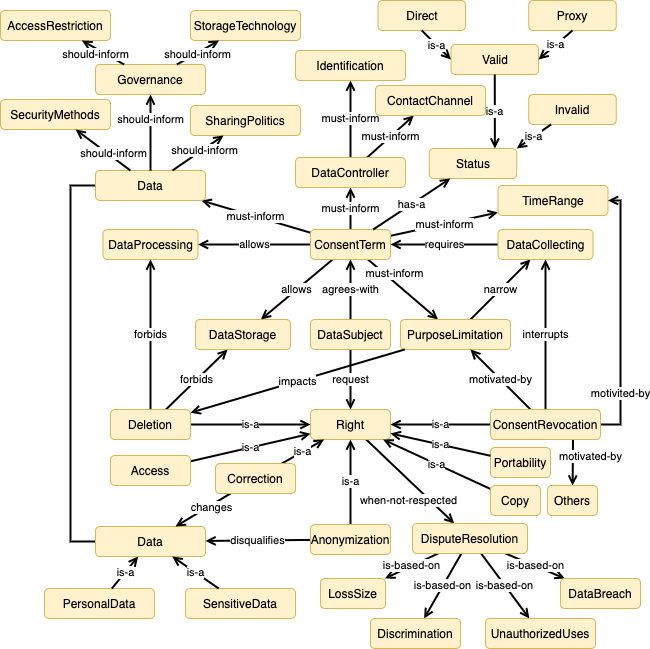 Direct
Proxy
AccessRestriction
StorageTechnology
is-a
is-a
should-inform
should-inform
Valid
Identification
Governance
ContactChannel
SecurityMethods
should-inform
SharingPolitics
must-inform
is-a
Invalid
must-inform
is-a
should-inform
should-inform
Status
DataController
Data
TimeRange
must-inform
has-a
must-inform
must-inform
DataProcessing
allows
ConsentTerm
requires
DataCollecting
must-inform
allows
agrees-with
narrow
DataStorage
DataSubject
PurposeLimitation
forbids
interrupts
forbids
impacts
request
motivated-by
motivited-by
Deletion
is-a
Right
is-a
ConsentRevocation
is-a
is-a
is-a
motivated-by
Access
is-a
Portability
Correction
is-a
when-not-respected
Copy
Others
changes
Data
disqualifies
Anonymization
DisputeResolution
is-a
is-a
is-based-on
is-based-on
is-based-on
is-based-on
PersonalData
SensitiveData
LossSize
DataBreach
Discrimination
UnauthorizedUses